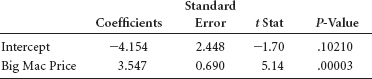 Standard
Coefficients Error t Stat P-Value
Intercept −4.154 2.448 −1.70 .10210
Big Mac Price 3.547 0.690 5.14 .00003